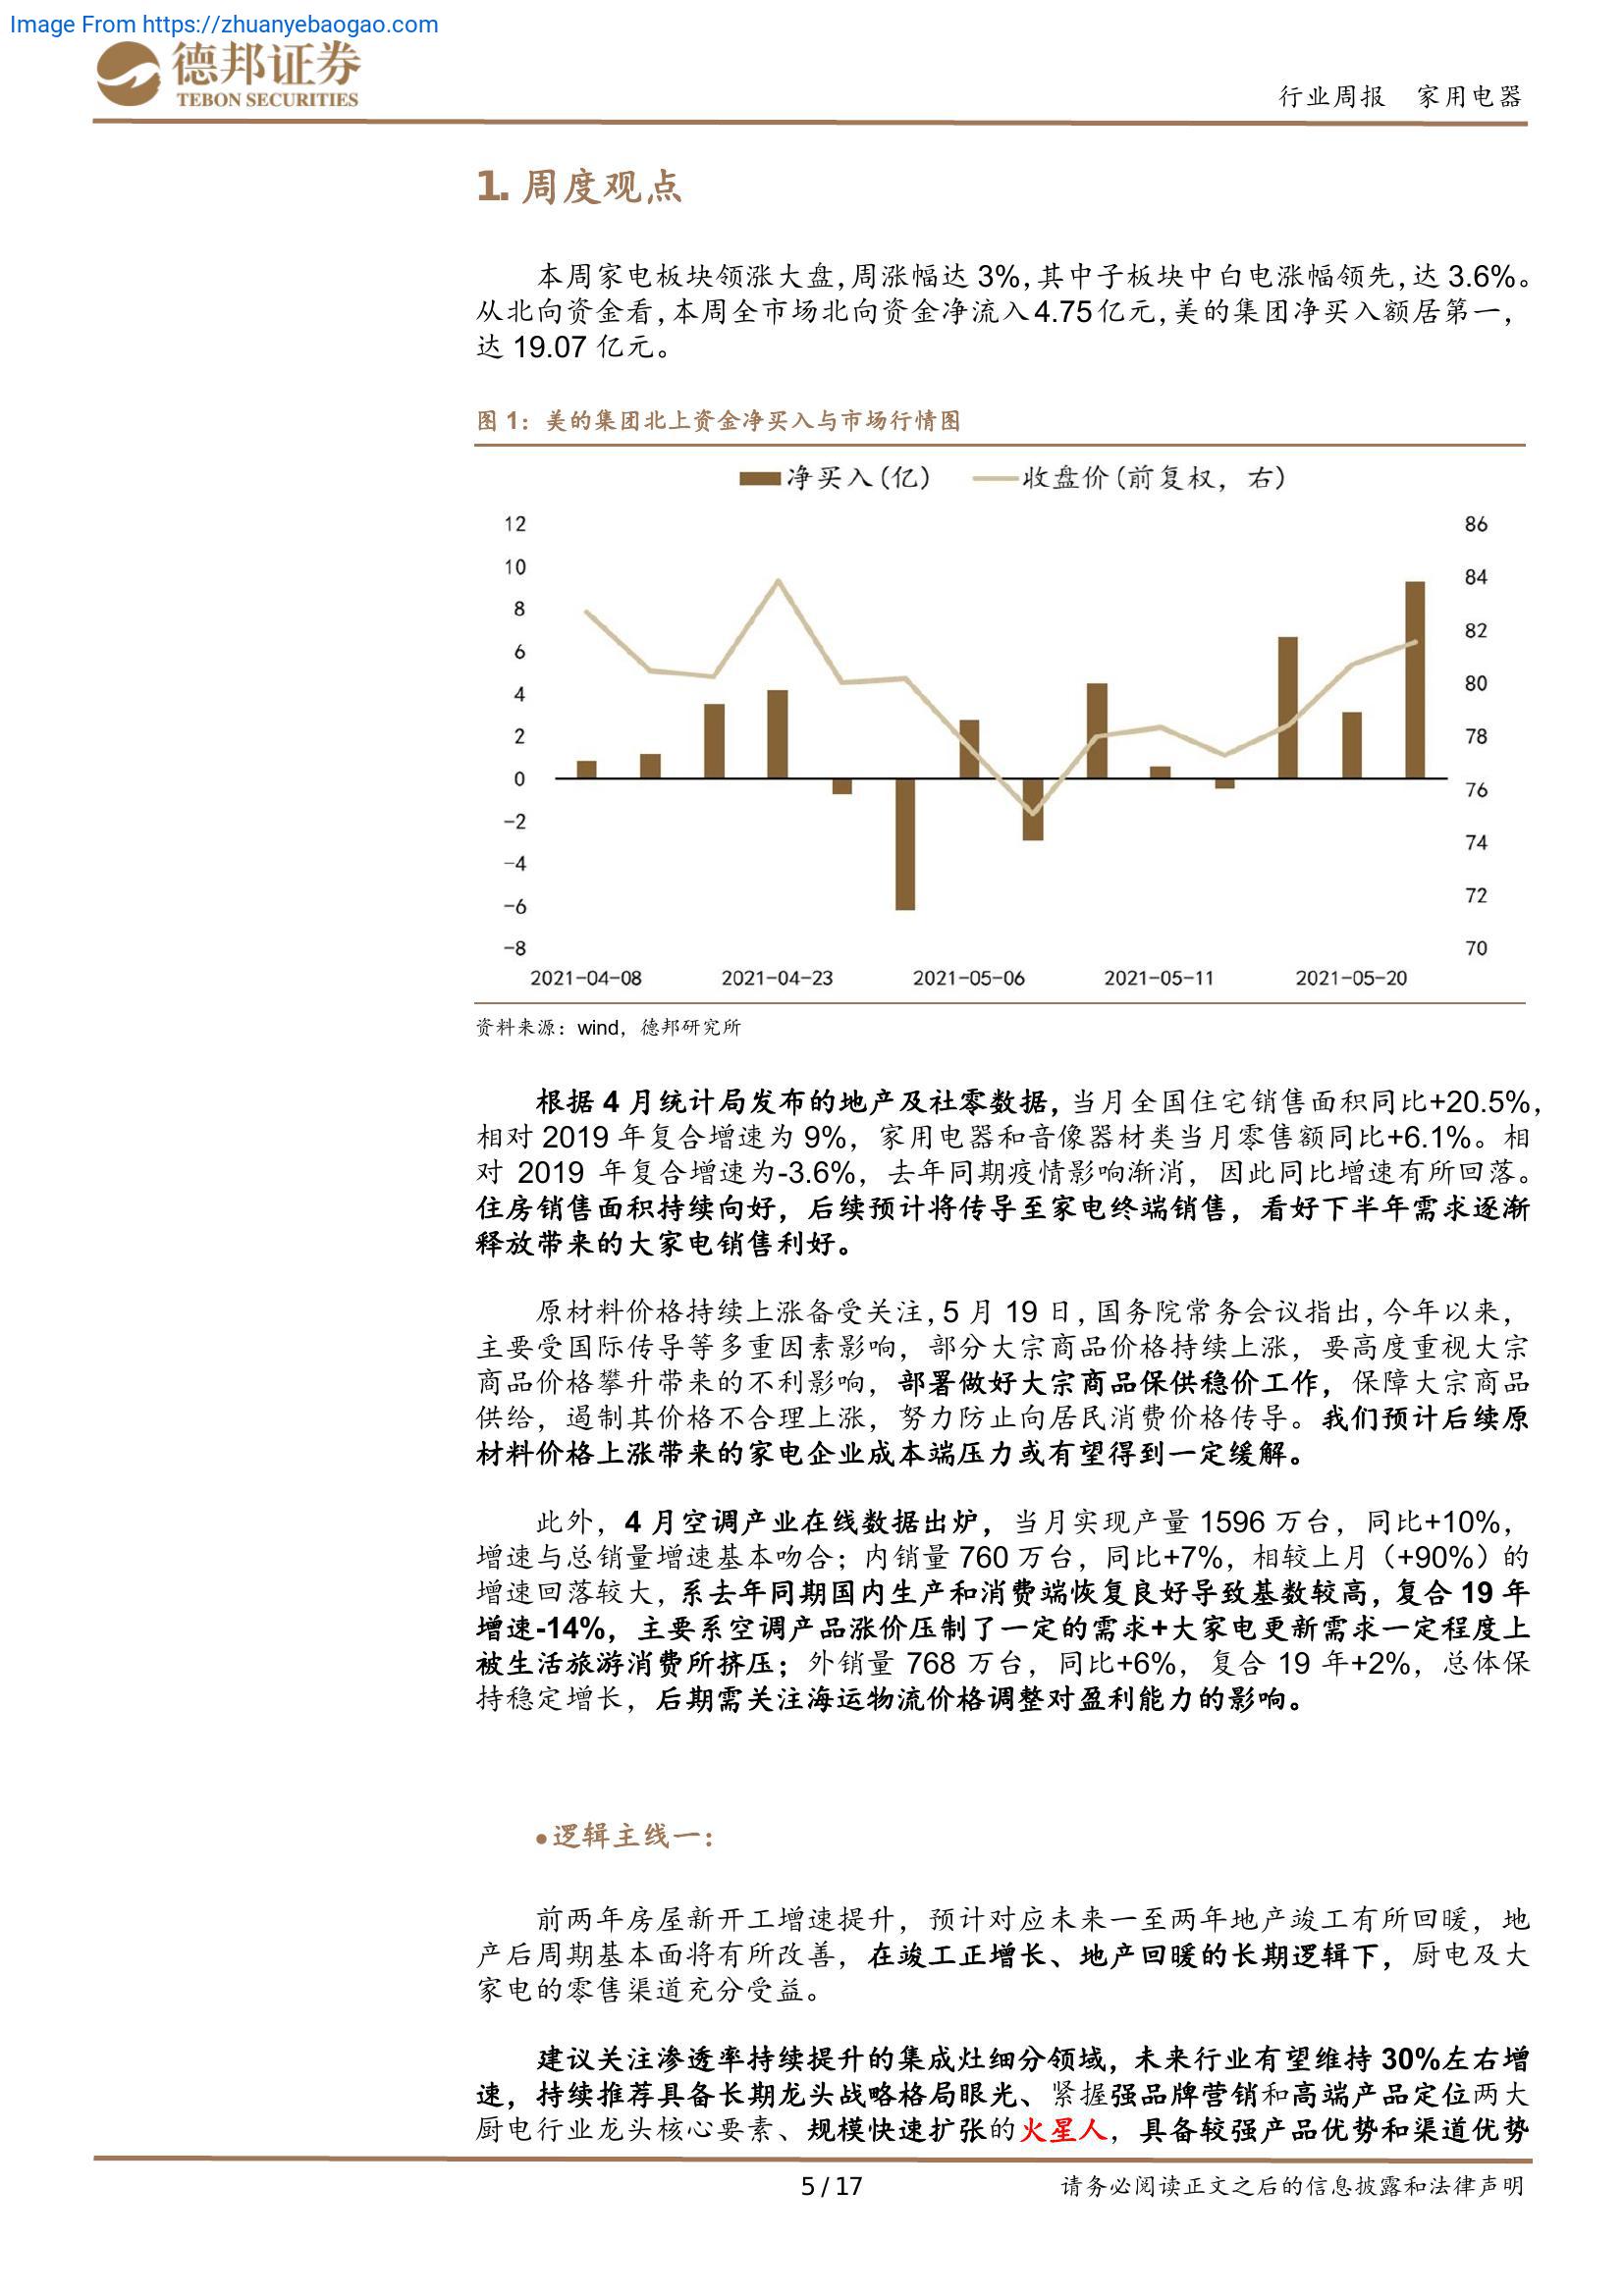 Image From https://zhuanyebaogao.com
德邦证券
TEBON SECURITIES
行业周报 家用电器
1. 周度观点
本周家电板块领涨大盘，周涨幅达 3%，其中子板块中白电涨幅领先，达 3.6%。
从北向资金看，本周全市场北向资金净流入 4.75 亿元，美的集团净买入额居第一，
达 19.07 亿元。
图 1：美的集团北上资金净买入与市场行情图
净买入(亿) 收盘价(前复权，右)
12 86
10 84
8 82
6 80
4 78
2 76
0 74
-2 72
-4 70
-6
-8
2021-04-08 2021-04-23 2021-05-06 2021-05-11 2021-05-20
资料来源：wind，德邦研究所
根据 4 月统计局发布的地产及社零数据，当月全国住宅销售面积同比+20.5%，
相对 2019 年复合增速为 9%，家用电器和音像器材类当月零售额同比+6.1%。相
对 2019 年复合增速为-3.6%，去年同期疫情影响渐消，因此同比增速有所回落。
住房销售面积持续向好，后续预计将传导至家电终端销售，看好下半年需求逐渐
释放带来的大家电销售利好。
原材料价格持续上涨备受关注，5 月 19 日，国务院常务会议指出，今年以来，
主要受国际传导等多重因素影响，部分大宗商品价格持续上涨，要高度重视大宗
商品价格攀升带来的不利影响，部署做好大宗商品保供稳价工作，保障大宗商品
供给，遏制其价格不合理上涨，努力防止向居民消费价格传导。我们预计后续原
材料价格上涨带来的家电企业成本端压力或有望得到一定缓解。
此外，4 月空调产业在线数据出炉，当月实现产量 1596 万台，同比+10%，
增速与总销量增速基本吻合；内销量 760 万台，同比+7%，相较上月（+90%）的
增速回落较大，系去年同期国内生产和消费端恢复良好导致基数较高，复合 19 年
增速-14%，主要系空调产品涨价压制了一定的需求+大家电更新需求一定程度上
被生活旅游消费所挤压；外销量 768 万台，同比+6%，复合 19 年+2%，总体保
持稳定增长，后期需关注海运物流价格调整对盈利能力的影响。
●逻辑主线一：
前两年房屋新开工增速提升，预计对应未来一至两年地产竣工有所回暖，地
产后周期基本面将有所改善，在竣工正增长、地产回暖的长期逻辑下，厨电及大
家电的零售渠道充分受益。
建议关注渗透率持续提升的集成灶细分领域，未来行业有望维持 30%左右增
速，持续推荐具备长期龙头战略格局眼光、紧握强品牌营销和高端产品定位两大
厨电行业龙头核心要素、规模快速扩张的火星人，具备较强产品优势和渠道优势
5 / 17
请务必阅读正文之后的信息披露和法律声明